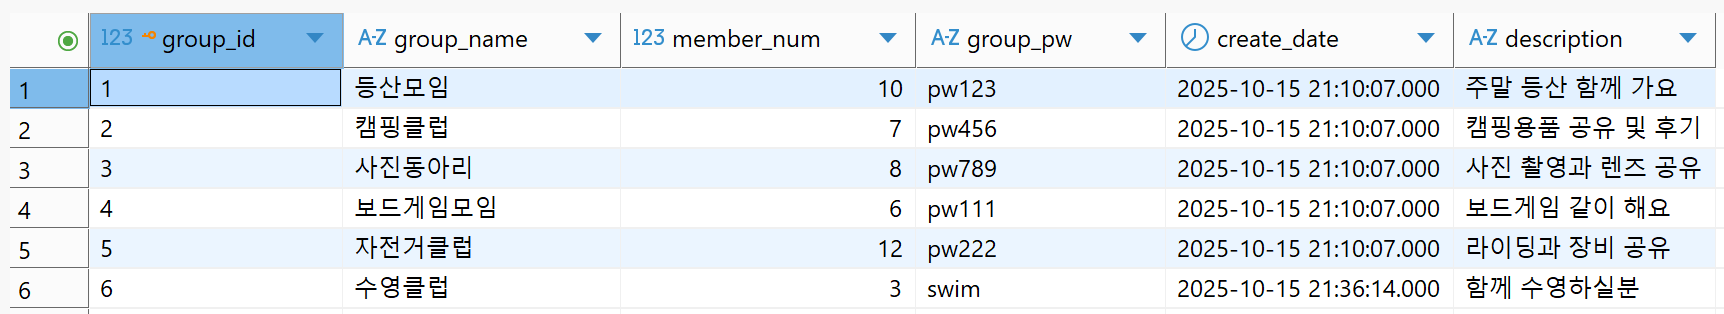 123 group_id A-Z group_name 123 member_num A-Z group_pw create_date A-Z description
1 1 등산모임 10 pw123 2025-10-15 21:10:07.000 주말 등산 함께 가요
2 2 캠핑클럽 7 pw456 2025-10-15 21:10:07.000 캠핑용품 공유 및 후기
3 3 사진동아리 8 pw789 2025-10-15 21:10:07.000 사진 촬영과 렌즈 공유
4 4 보드게임모임 6 pw111 2025-10-15 21:10:07.000 보드게임 같이 해요
5 5 자전거클럽 12 pw222 2025-10-15 21:10:07.000 라이딩과 장비 공유
6 6 수영클럽 3 swim 2025-10-15 21:36:14.000 함께 수영하실분